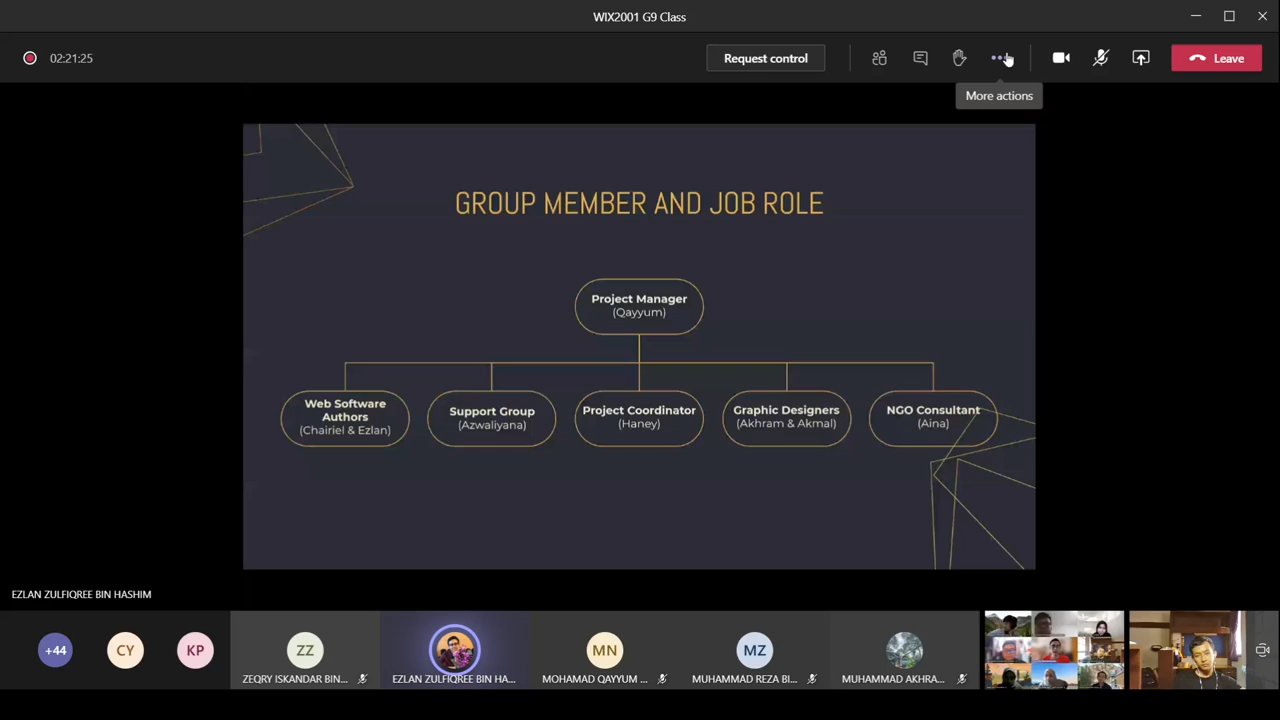 WIX2001 G9 Class
02:21:25
Request control
Leave
More actions
GROUP MEMBER AND JOB ROLE
Project Manager
(Qayyum)
Web Software
Authors
(Chairiel & Ezlan)
Support Group
(Azwaliyana)
Project Coordinator
(Haney)
Graphic Designers
(Akhram & Akmal)
NGO Consultant
(Aina)
EZLAN ZULFIQREE BIN HASHIM
+44
CY
KP
ZZ
MN
MZ
ZEQRY ISKANDAR BIN...
EZLAN ZULFIQREE BIN HA...
MOHAMAD QAYYUM ...
MUHAMMAD REZA BI...
MUHAMMAD AKHRA...